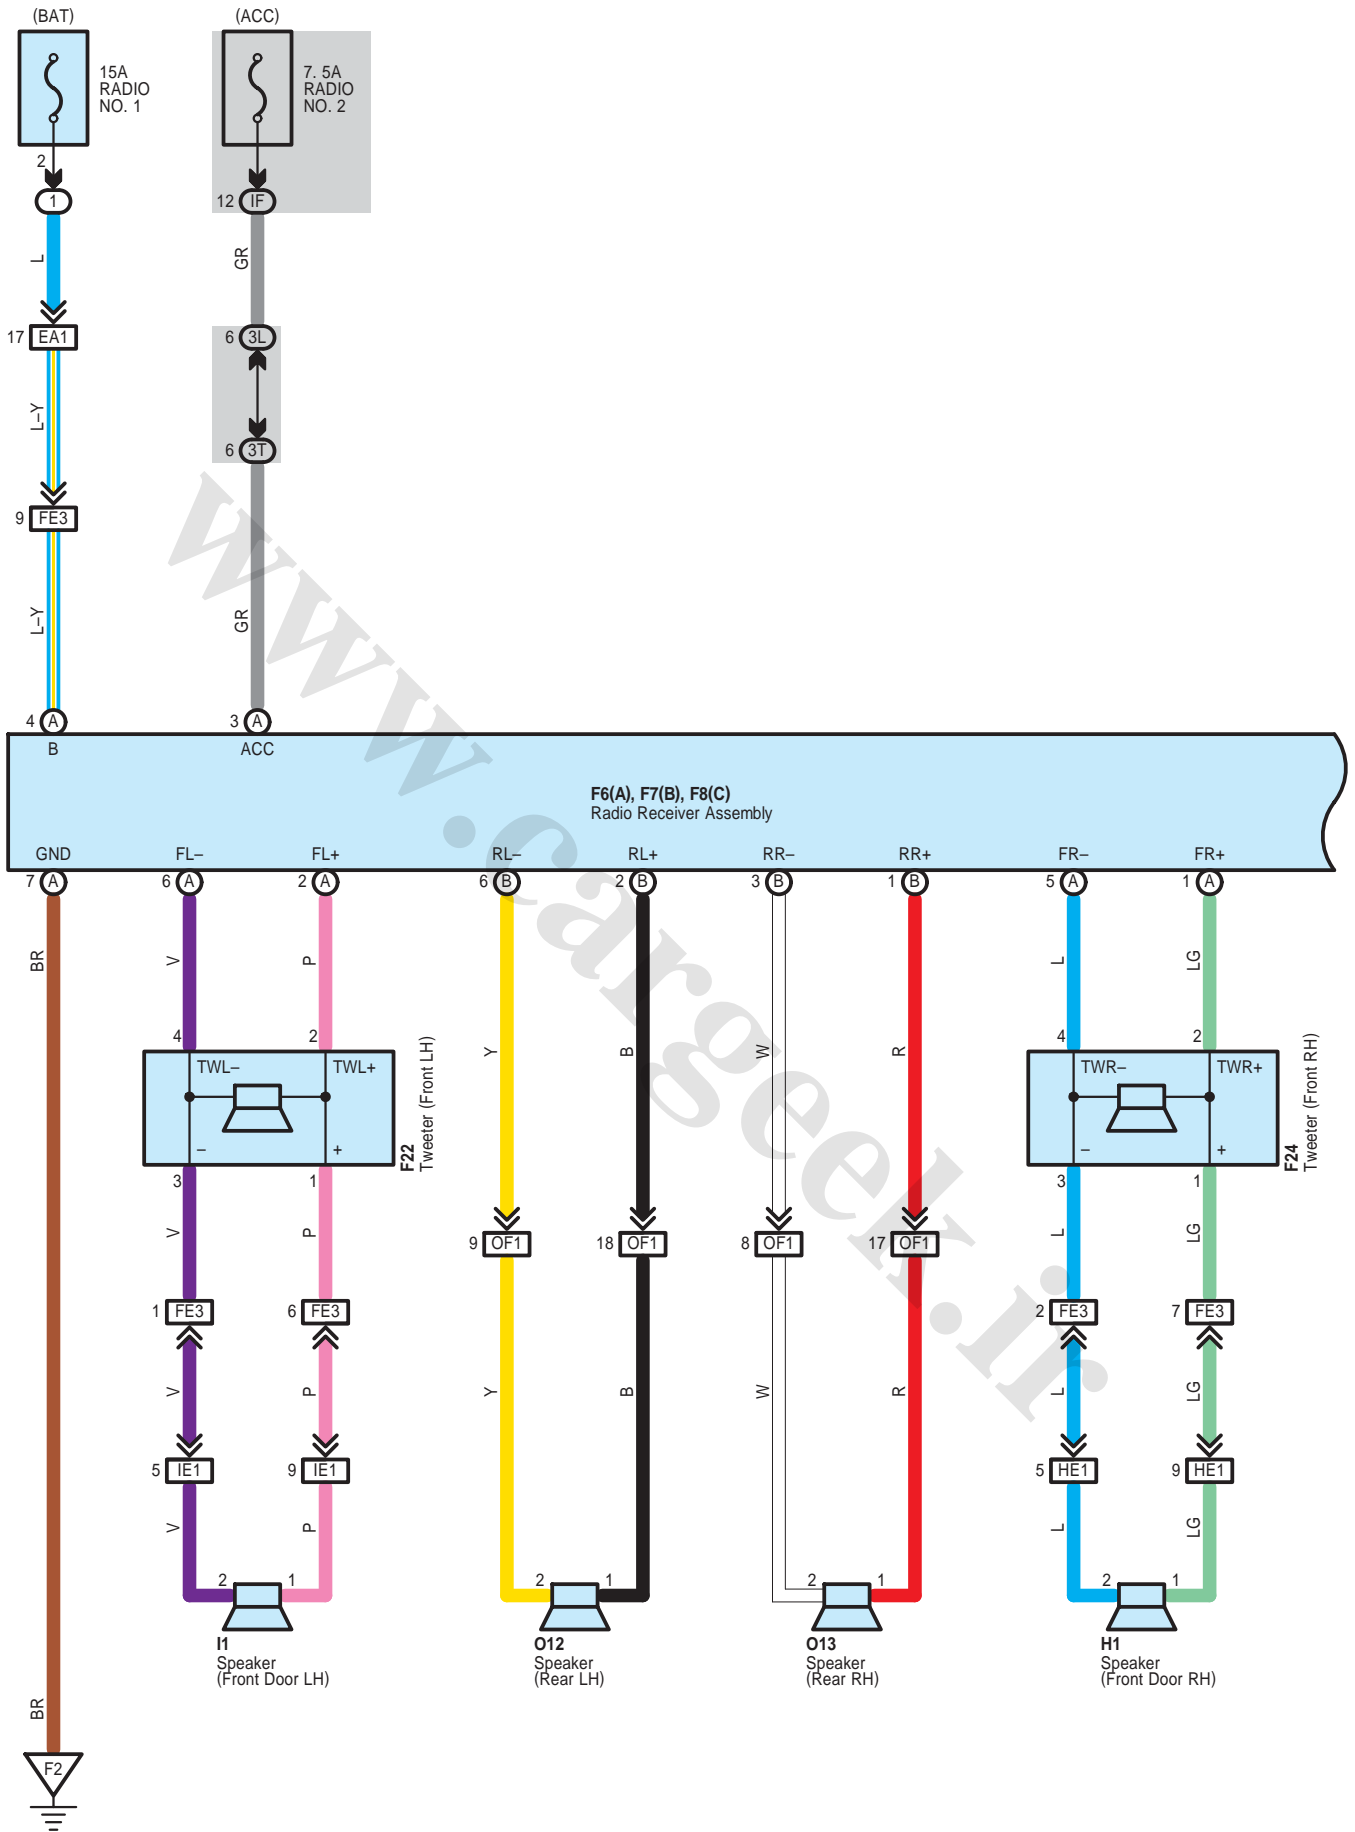 (BAT)
(ACC)
15A
RADIO
NO. 1
7. 5A
RADIO
NO. 2
2
1
12 IF
L
GR
17 EA1
6 3L
L–Y
6 3T
9 FE3
L–Y
GR
4 A
3 A
B
ACC
F6(A), F7(B), F8(C)
Radio Receiver Assembly
GND FL– FL+ RL– RL+ RR– RR+ FR– FR+
7 A 6 A 2 A 6 B 2 B 3 B 1 B 5 A 1 A
BR V P L LG
4 2 4 2
Y B W R
TWL– TWL+ TWR– TWR+
– + – +
F22
Tweeter (Front LH)
F24
Tweeter (Front RH)
3 1 3 1
V P L LG
9 OF1 18 OF1 8 OF1 17 OF1
1 FE3 6 FE3 2 FE3 7 FE3
V P Y B W R L LG
5 IE1 9 IE1 5 HE1 9 HE1
V P L LG
2 1 2 1 2 1 2 1
I1
Speaker
(Front Door LH)
O12
Speaker
(Rear LH)
O13
Speaker
(Rear RH)
H1
Speaker
(Front Door RH)
BR
F2
www.cargeek.ir